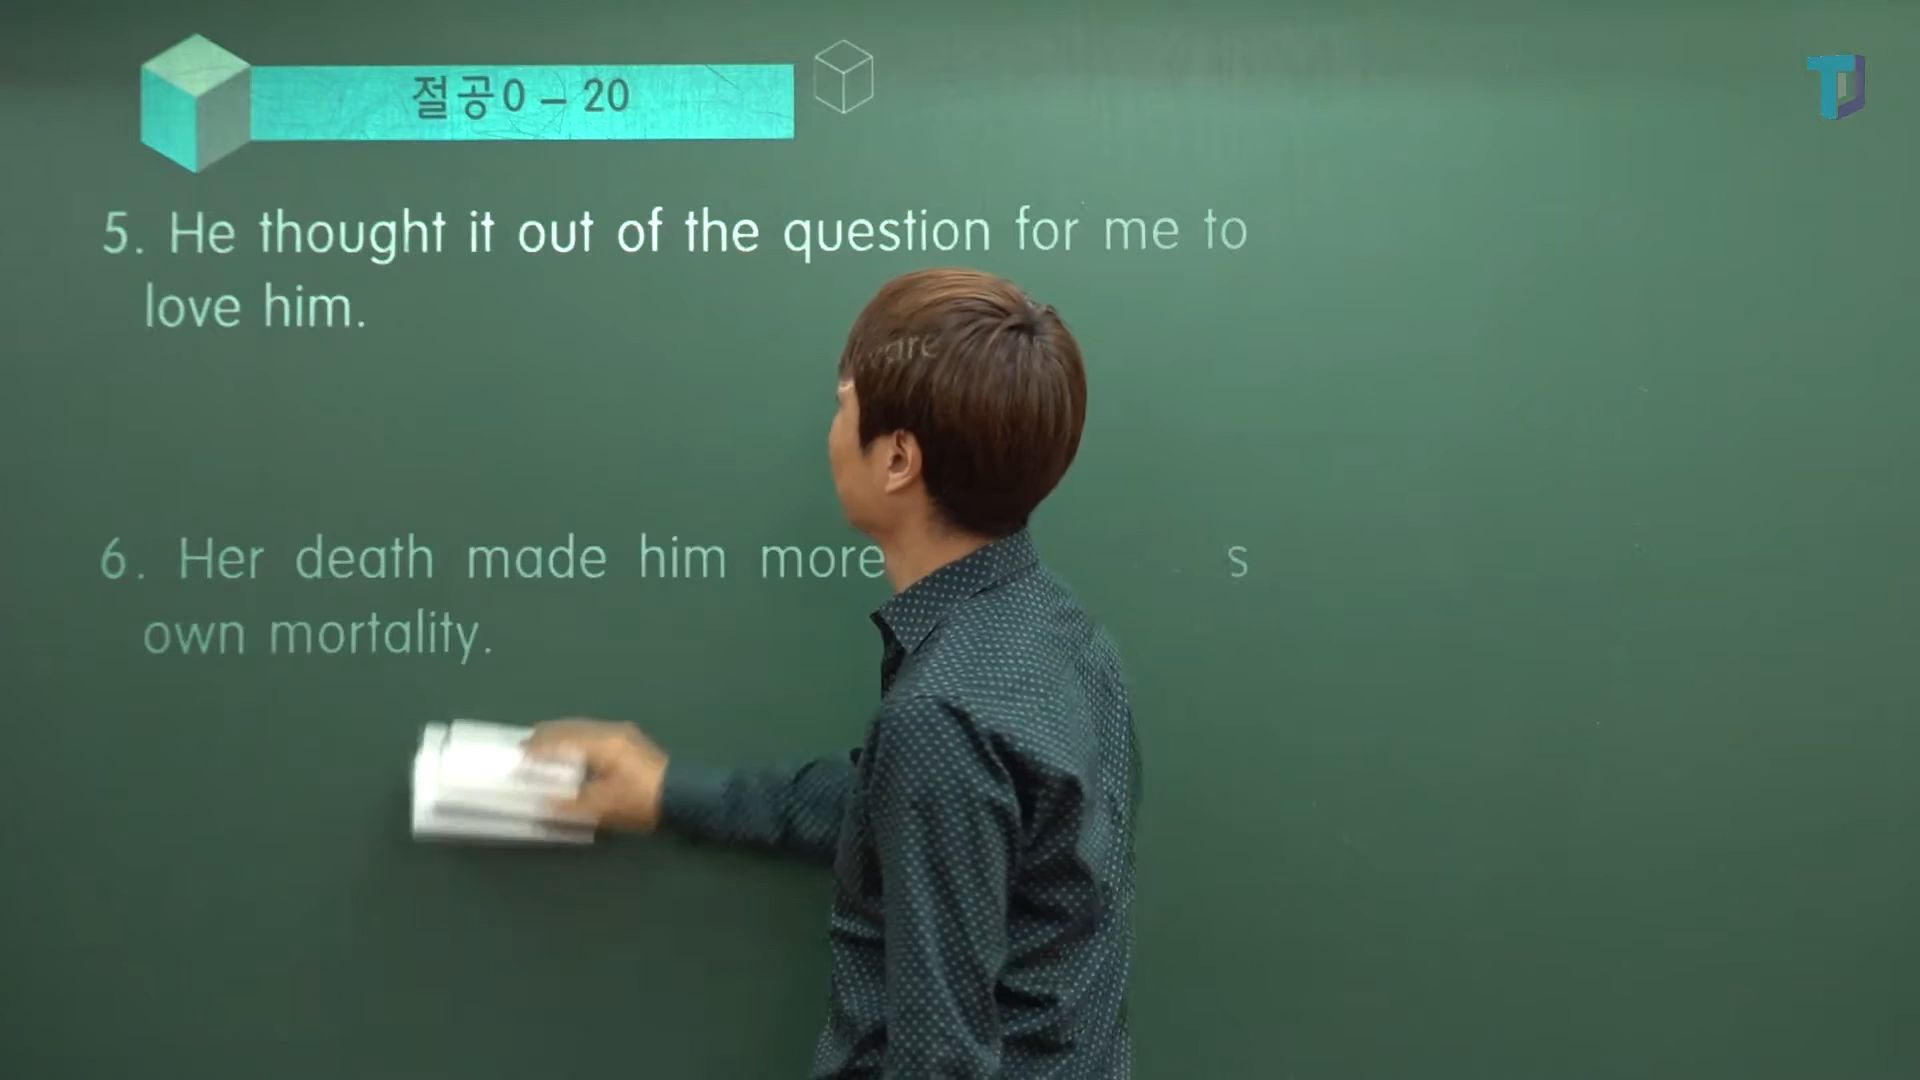 절공0 – 20
5. He thought it out of the question for me to
love him.
6. Her death made him more are s
own mortality.